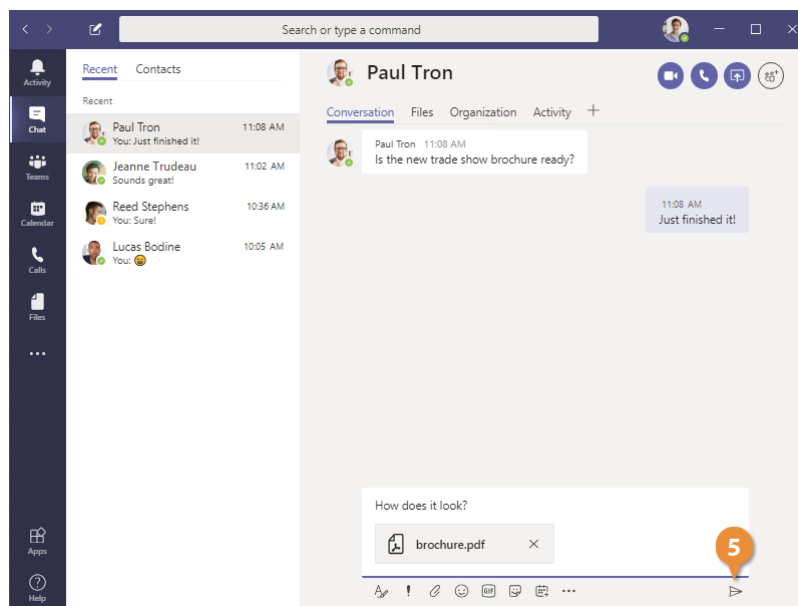 Search or type a command
Activity
Chat
Teams
Calendar
Calls
Files
Apps
Help
Recent Contacts
Recent
Paul Tron 11:08 AM
You: Just finished it!
Jeanne Trudeau 11:02 AM
Sounds great!
Reed Stephens 10:36 AM
You: Sure!
Lucas Bodine 10:05 AM
You: 😄
Paul Tron
Conversation Files Organization Activity
Paul Tron 11:08 AM
Is the new trade show brochure ready?
11:08 AM
Just finished it!
How does it look?
brochure.pdf
5
GIF